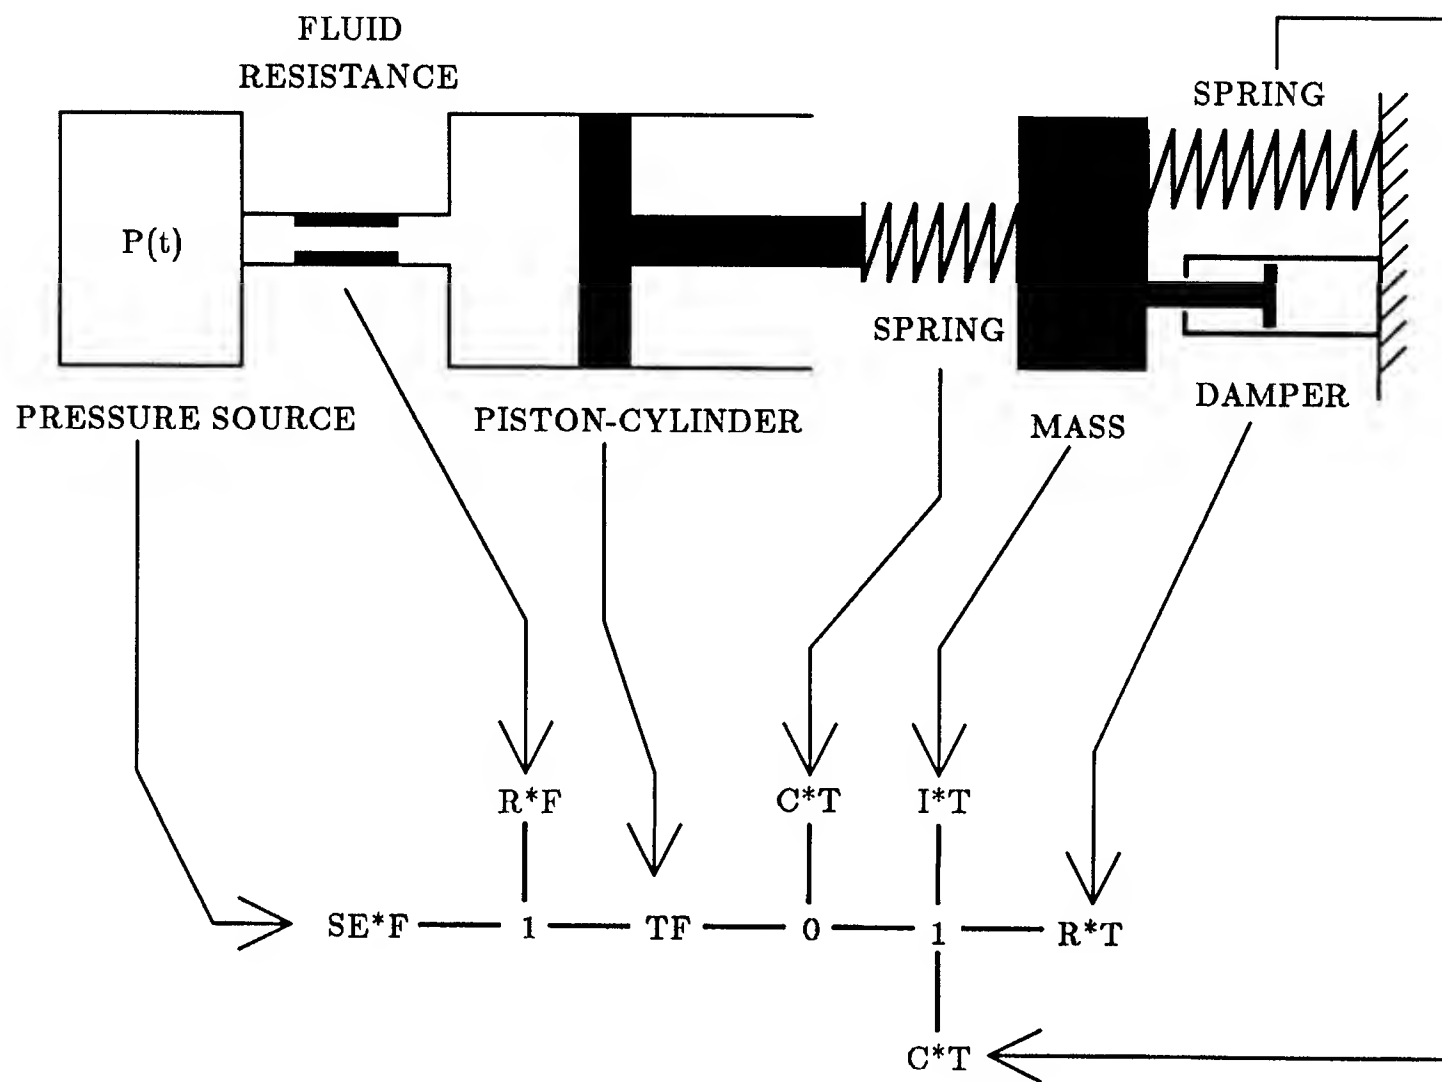 FLUID
RESISTANCE
SPRING
P(t)
SPRING
PRESSURE SOURCE
PISTON-CYLINDER
MASS
DAMPER
R*F
C*T
I*T
SE*F
1
TF
0
1
R*T
C*T